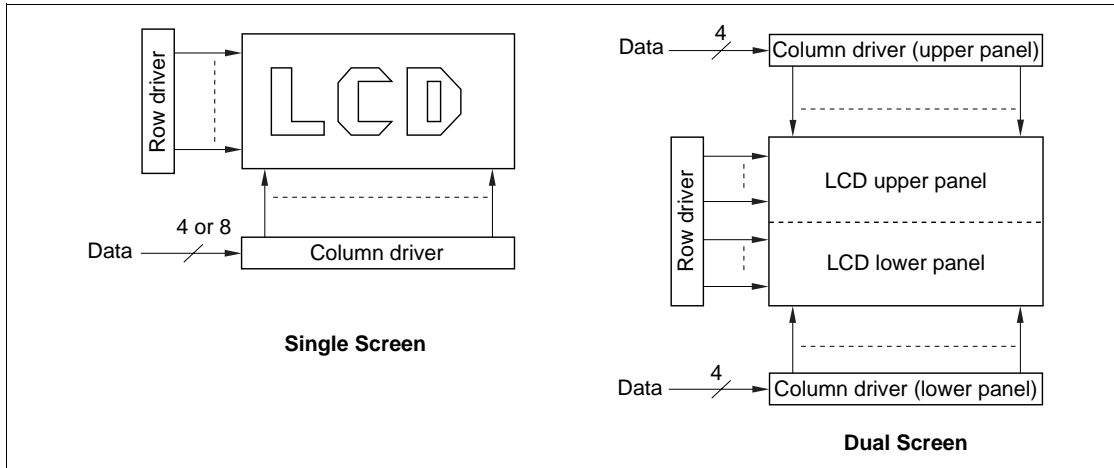 Row driver
LCD
4 or 8
Data
Column driver
Single Screen
4
Data
Column driver (upper panel)
Row driver
LCD upper panel
LCD lower panel
4
Data
Column driver (lower panel)
Dual Screen